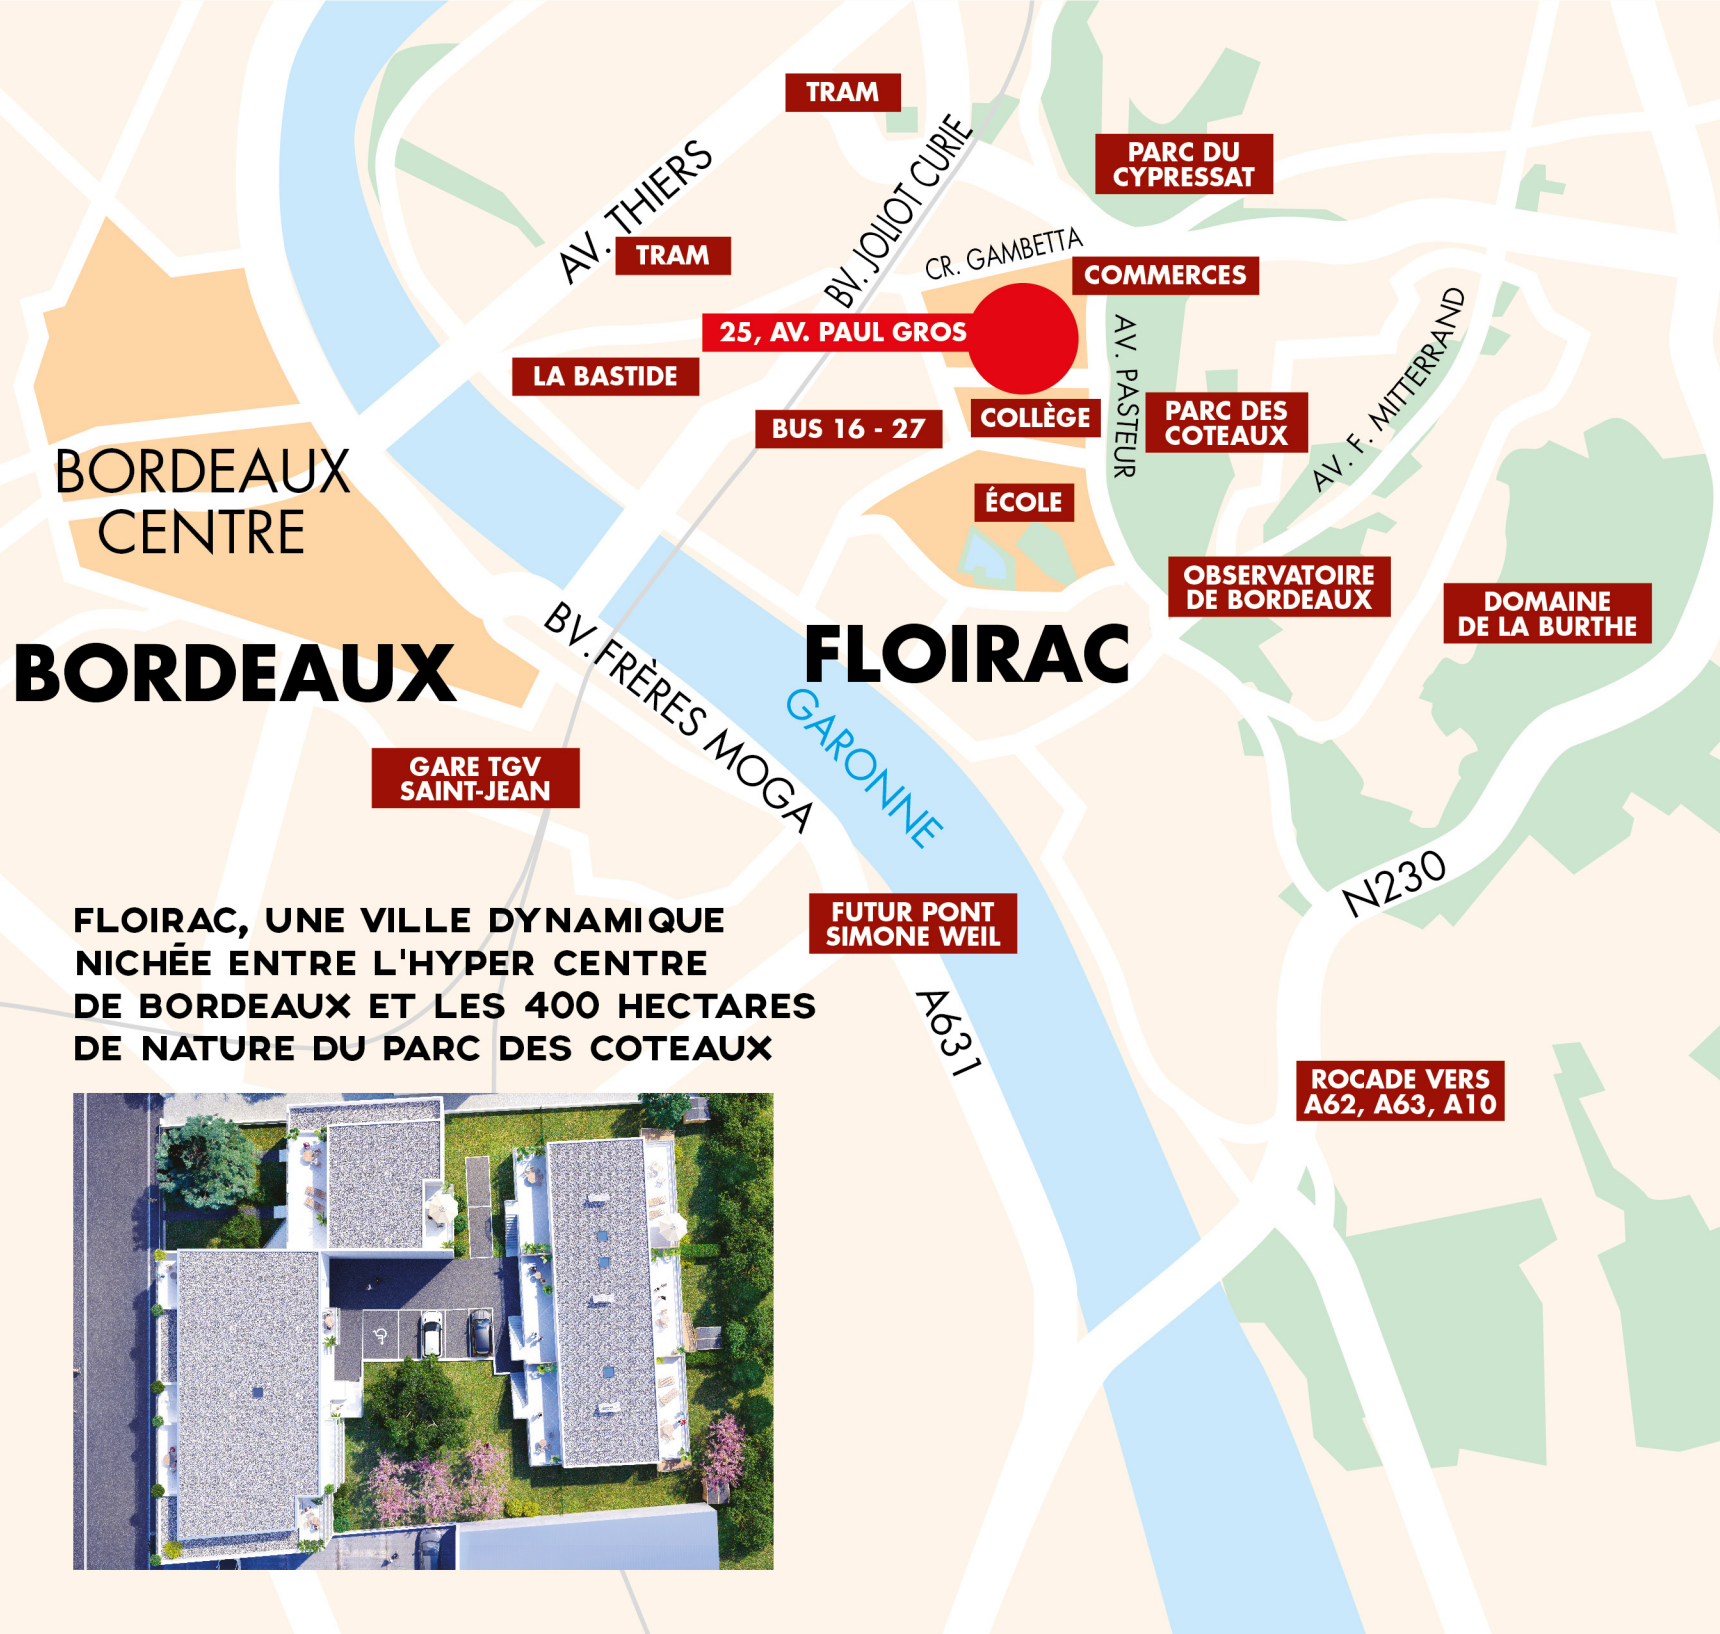 TRAM
PARC DU
CYPRESSAT
AV. THIERS
BV. JOLIOT CURIE
TRAM
CR. GAMBETTA
COMMERCES
25, AV. PAUL GROS
LA BASTIDE
AV. PASTEUR
AV. F. MITTERRAND
BUS 16 - 27
COLLÈGE
PARC DES
COTEAUX
BORDEAUX
CENTRE
ÉCOLE
OBSERVATOIRE
DE BORDEAUX
DOMAINE
DE LA BURTHE
BORDEAUX
BV. FRÈRES MOGA
FLOIRAC
GARONNE
GARE TGV
SAINT-JEAN
N230
FUTUR PONT
SIMONE WEIL
FLOIRAC, UNE VILLE DYNAMIQUE
NICHÉE ENTRE L'HYPER CENTRE
DE BORDEAUX ET LES 400 HECTARES
DE NATURE DU PARC DES COTEAUX
A631
ROCADE VERS
A62, A63, A10